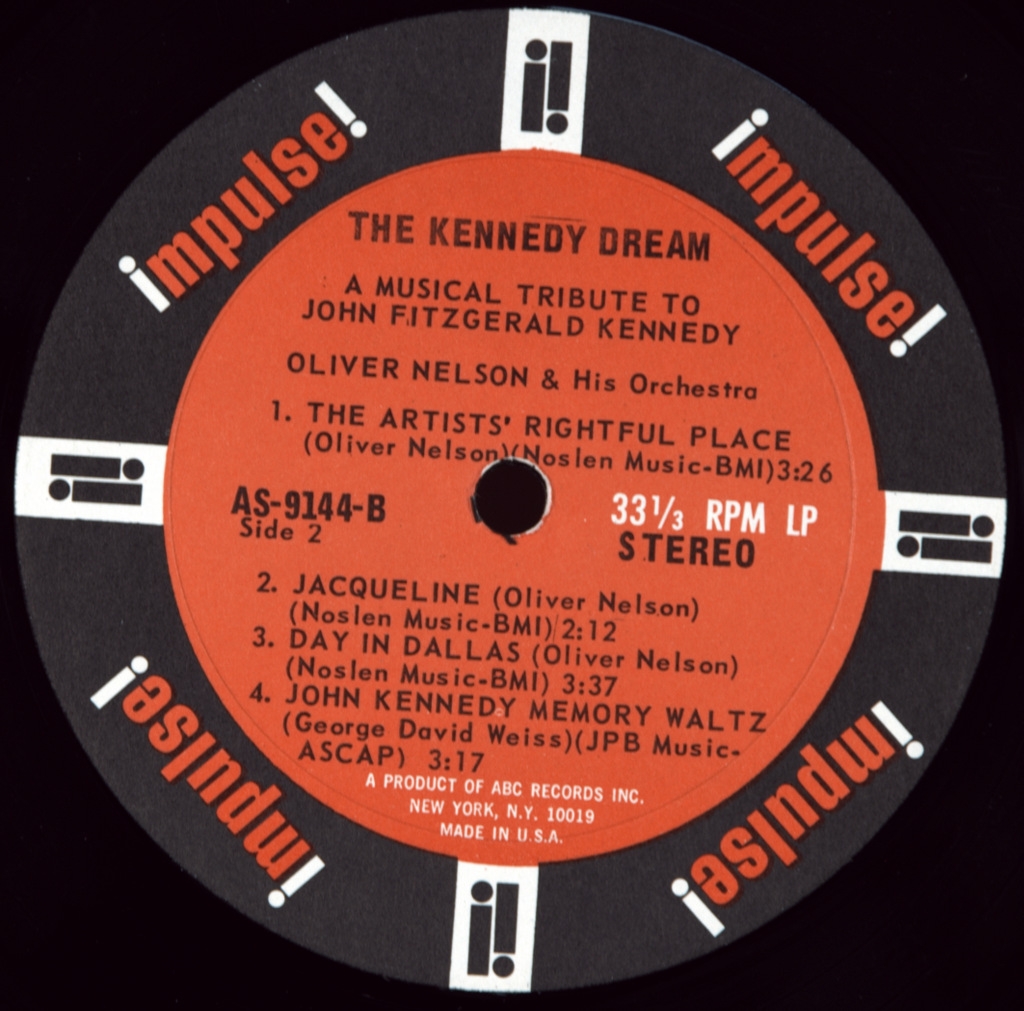 impulse!
impulse!
THE KENNEDY DREAM
A MUSICAL TRIBUTE TO
JOHN FITZGERALD KENNEDY
OLIVER NELSON & His Orchestra
1. THE ARTISTS' RIGHTFUL PLACE
(Oliver Nelson)(Noslen Music-BMI)3:26
AS-9144-B
Side 2
33 1/3 RPM LP
STEREO
2. JACQUELINE (Oliver Nelson)
(Noslen Music-BMI) 2:12
3. DAY IN DALLAS (Oliver Nelson)
(Noslen Music-BMI) 3:37
4. JOHN KENNEDY MEMORY WALTZ
(George David Weiss)(JPB Music-
ASCAP) 3:17
A PRODUCT OF ABC RECORDS INC.
NEW YORK, N.Y. 10019
MADE IN U.S.A.
impulse!
impulse!